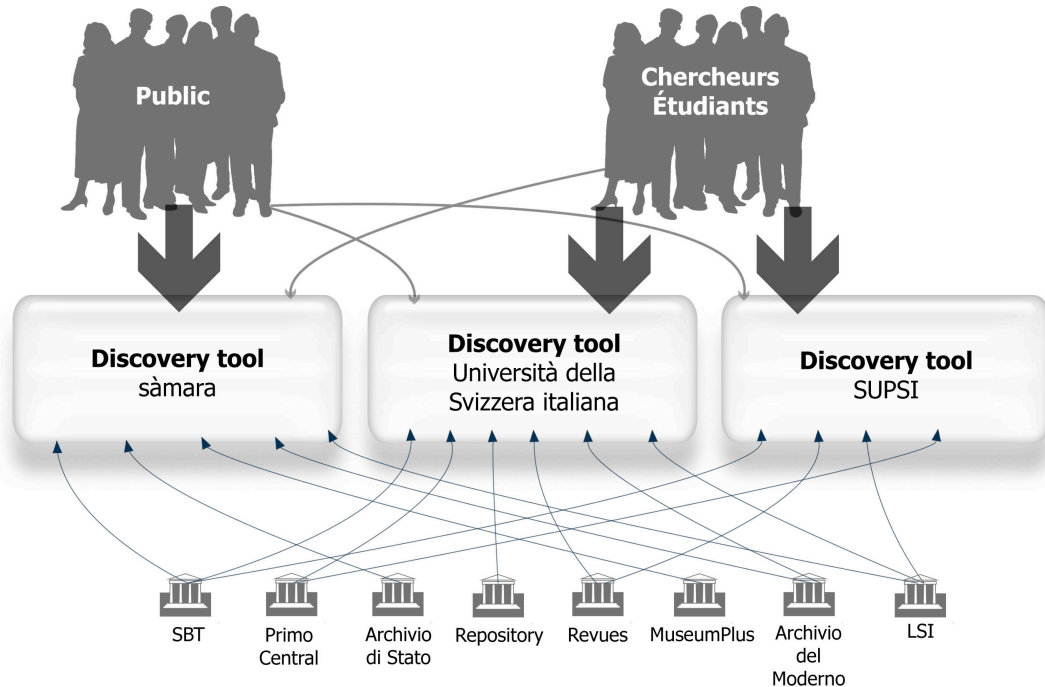 Public
Chercheurs
Étudiants
Discovery tool
sàmara
Discovery tool
Università della
Svizzera italiana
Discovery tool
SUPSI
SBT
Primo
Central
Archivio
di Stato
Repository
Revues
MuseumPlus
Archivio
del
Moderno
LSI